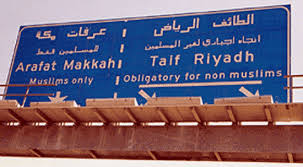 الطائف الرياض | عرفات مكة
اتجاه اجباري لغير المسلمين | للمسلمين فقط
Arafat Makkah | Taif Riyadh
Muslims only | Obligatory for non muslims